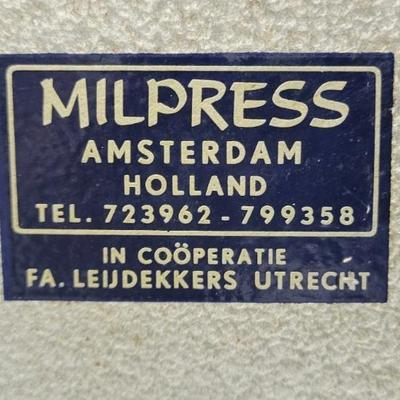 MILPRESS
AMSTERDAM
HOLLAND
TEL. 723962 - 799358
IN COÖPERATIE
FA. LEIJDEKKERS UTRECHT